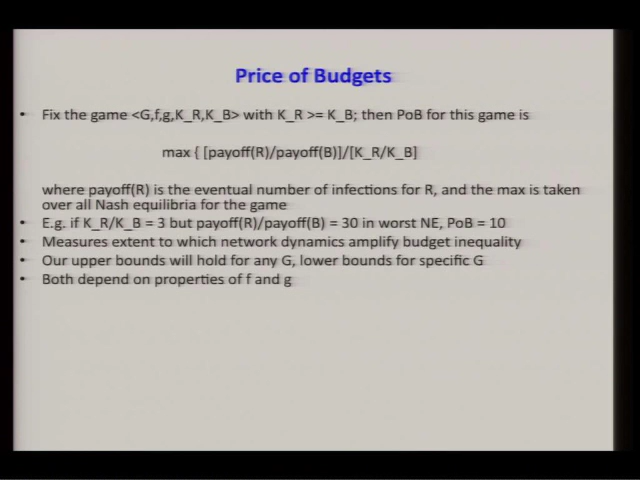 Price of Budgets
• Fix the game <G,f,g,K_R,K_B> with K_R >= K_B; then PoB for this game is
max { [payoff(R)/payoff(B)]/[K_R/K_B]
where payoff(R) is the eventual number of infections for R, and the max is taken
over all Nash equilibria for the game
• E.g. if K_R/K_B = 3 but payoff(R)/payoff(B) = 30 in worst NE, PoB = 10
• Measures extent to which network dynamics amplify budget inequality
• Our upper bounds will hold for any G, lower bounds for specific G
• Both depend on properties of f and g